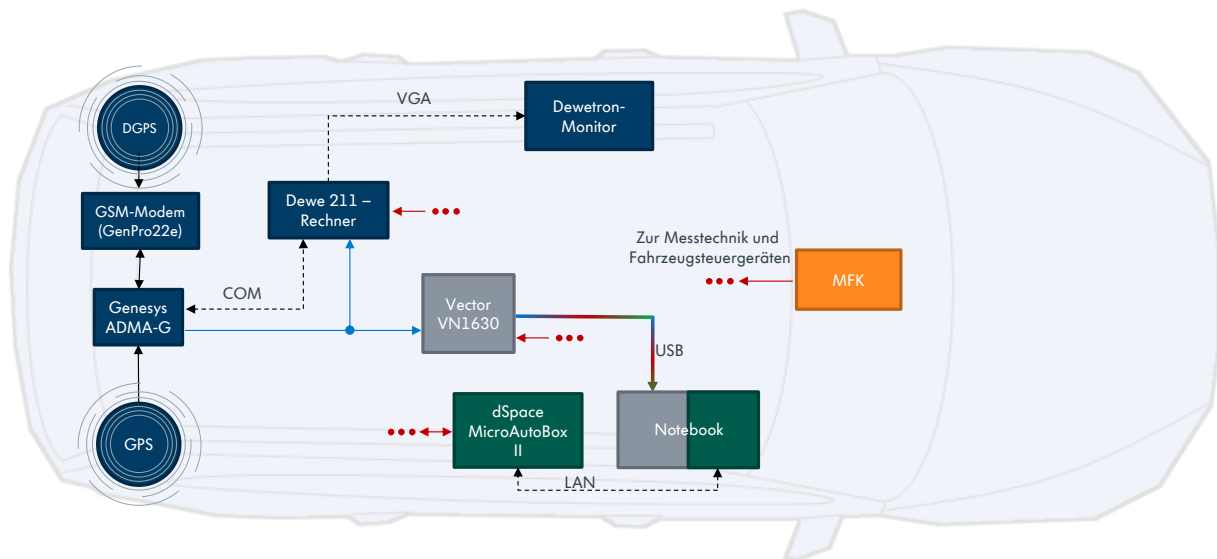 VGA
Dewetron-
Monitor
DGPS
Dewe 211 –
Rechner
GSM-Modem
(GenPro22e)
Zur Messtechnik und
Fahrzeugsteuergeräten
MFK
COM
Genesys
ADMA-G
Vector
VN1630
USB
dSpace
MicroAutoBox
II
Notebook
GPS
LAN